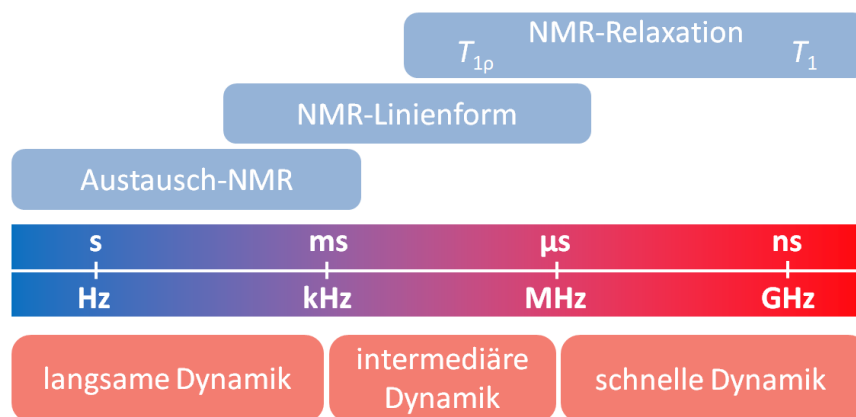 NMR-Relaxation
T1ρ T1
NMR-Linienform
Austausch-NMR
s ms µs ns
Hz kHz MHz GHz
langsame Dynamik
intermediäre
Dynamik
schnelle Dynamik